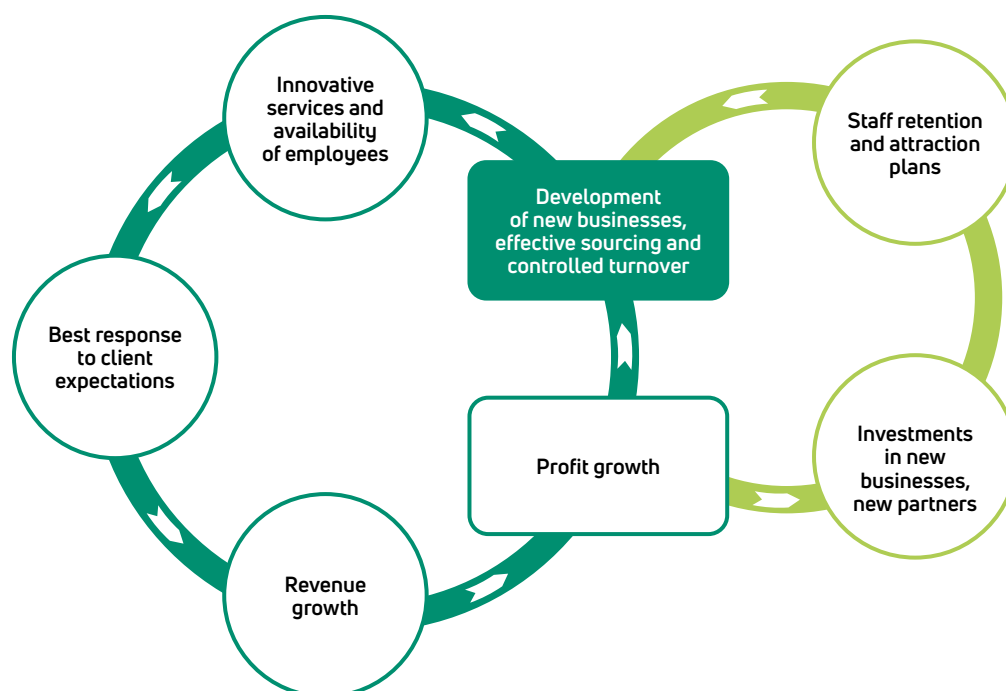 Innovative
services and
availability
of employees
Staff retention
and attraction
plans
Development
of new businesses,
effective sourcing and
controlled turnover
Best response
to client
expectations
Profit growth
Investments
in new
businesses,
new partners
Revenue
growth